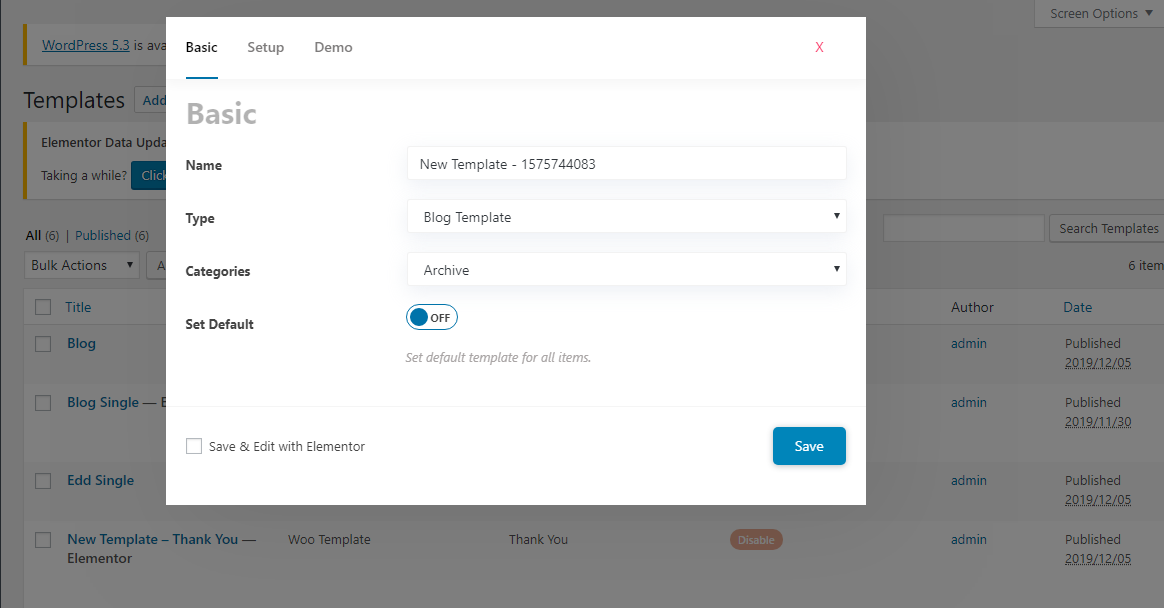 Screen Options ▼
WordPress 5.3 is ava
Basic Setup Demo X
Templates Add
Basic
Elementor Data Upda
Taking a while? Click
Name New Template - 1575744083
Type Blog Template
Categories Archive
Set Default OFF
Set default template for all items.
Save & Edit with Elementor Save
All (6) | Published (6)
Search Templates
Bulk Actions A
6 item
Title Author Date
Blog admin Published
2019/12/05
Blog Single — E admin Published
2019/11/30
Edd Single admin Published
2019/12/05
New Template – Thank You — Woo Template Thank You Disable admin Published
Elementor 2019/12/05